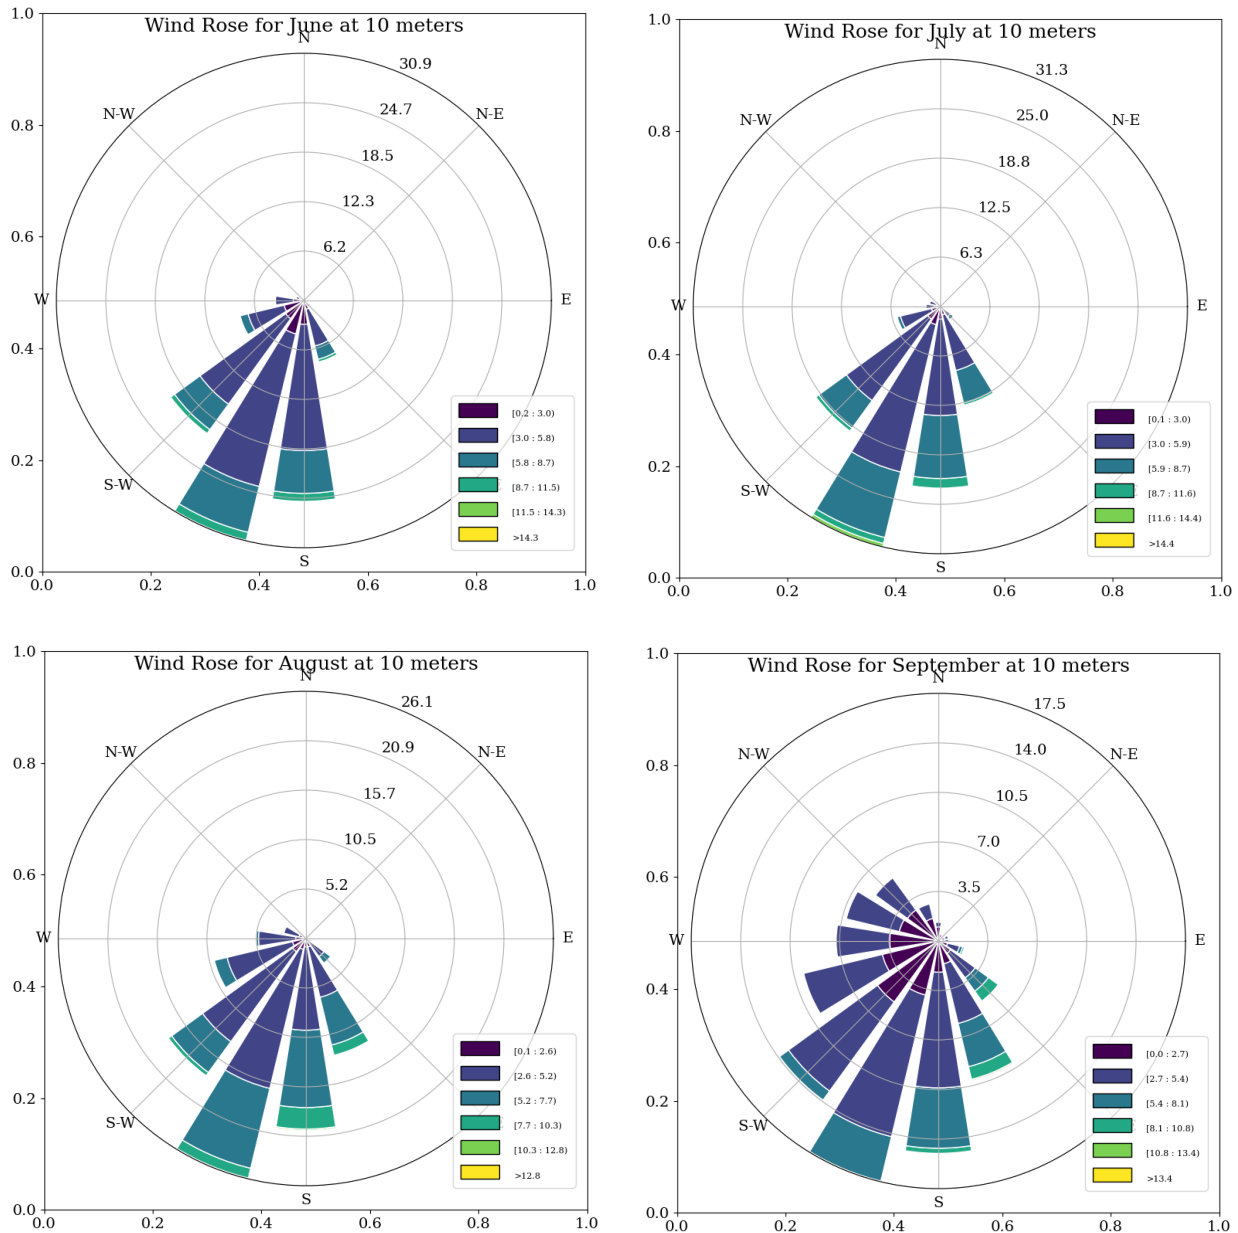 Wind Rose for June at 10 meters
N
N-E
E
S
S-W
W
N-W
6.2
12.3
18.5
24.7
30.9
1.0
0.8
0.6
0.4
0.2
0.0
0.0 0.2 0.4 0.6 0.8 1.0
[0.2 : 3.0)
[3.0 : 5.8)
[5.8 : 8.7)
[8.7 : 11.5)
[11.5 : 14.3)
>14.3
Wind Rose for July at 10 meters
N
N-E
E
S
S-W
W
N-W
6.3
12.5
18.8
25.0
31.3
1.0
0.8
0.6
0.4
0.2
0.0
0.0 0.2 0.4 0.6 0.8 1.0
[0.1 : 3.0)
[3.0 : 5.9)
[5.9 : 8.7)
[8.7 : 11.6)
[11.6 : 14.4)
>14.4
Wind Rose for August at 10 meters
N
N-E
E
S
S-W
W
N-W
5.2
10.5
15.7
20.9
26.1
1.0
0.8
0.6
0.4
0.2
0.0
0.0 0.2 0.4 0.6 0.8 1.0
[0.1 : 2.6)
[2.6 : 5.2)
[5.2 : 7.7)
[7.7 : 10.3)
[10.3 : 12.8)
>12.8
Wind Rose for September at 10 meters
N
N-E
E
S
S-W
W
N-W
3.5
7.0
10.5
14.0
17.5
1.0
0.8
0.6
0.4
0.2
0.0
0.0 0.2 0.4 0.6 0.8 1.0
[0.0 : 2.7)
[2.7 : 5.4)
[5.4 : 8.1)
[8.1 : 10.8)
[10.8 : 13.4)
>13.4